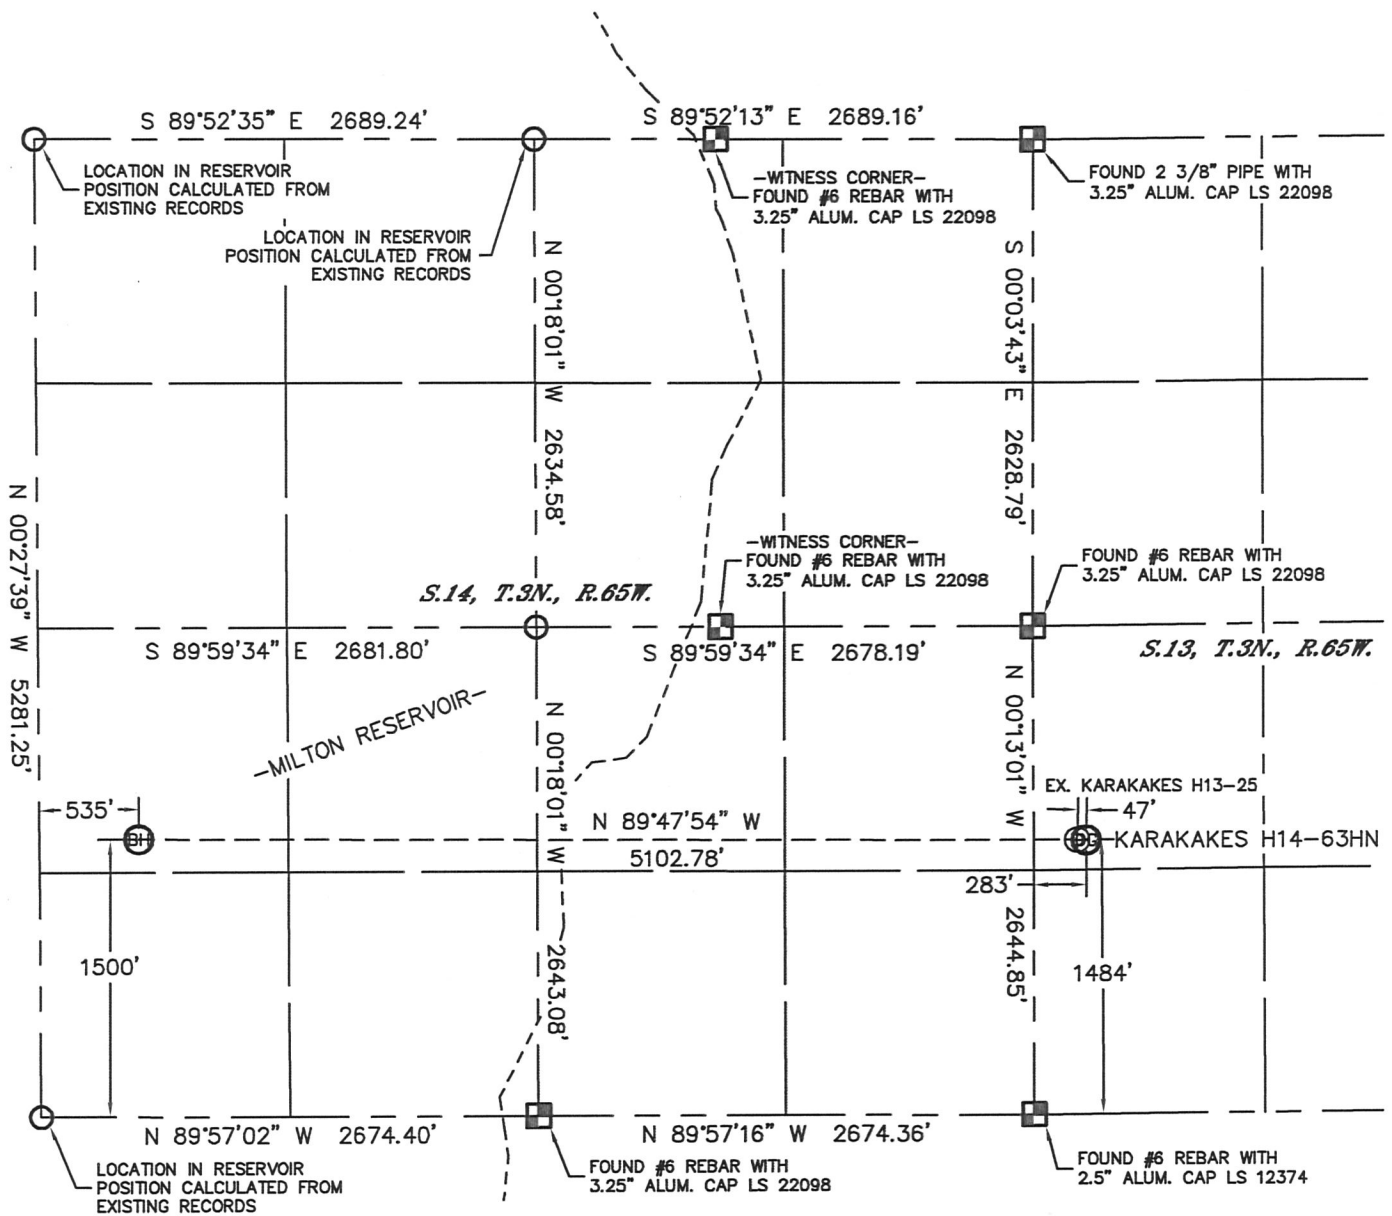 S 89°52'35" E 2689.24'
S 89°52'13" E 2689.16'
LOCATION IN RESERVOIR
POSITION CALCULATED FROM
EXISTING RECORDS
LOCATION IN RESERVOIR
POSITION CALCULATED FROM
EXISTING RECORDS
-WITNESS CORNER-
FOUND #6 REBAR WITH
3.25" ALUM. CAP LS 22098
FOUND 2 3/8" PIPE WITH
3.25" ALUM. CAP LS 22098
N 00°18'01" W 2634.58'
S 00°03'43" E 2628.79'
N 00°27'39" W 5281.25'
-WITNESS CORNER-
FOUND #6 REBAR WITH
3.25" ALUM. CAP LS 22098
FOUND #6 REBAR WITH
3.25" ALUM. CAP LS 22098
S.14, T.3N., R.65W.
S 89°59'34" E 2681.80'
S 89°59'34" E 2678.19'
S.13, T.3N., R.65W.
-MILTON RESERVOIR-
N 00°18'01" W 2643.08'
N 00°13'01" W 2644.85'
EX. KARAKAKES H13-25
535'
47'
BH
N 89°47'54" W
5102.78'
KARAKAKES H14-63HN
283'
1500'
1484'
N 89°57'02" W 2674.40'
N 89°57'16" W 2674.36'
LOCATION IN RESERVOIR
POSITION CALCULATED FROM
EXISTING RECORDS
FOUND #6 REBAR WITH
3.25" ALUM. CAP LS 22098
FOUND #6 REBAR WITH
2.5" ALUM. CAP LS 12374